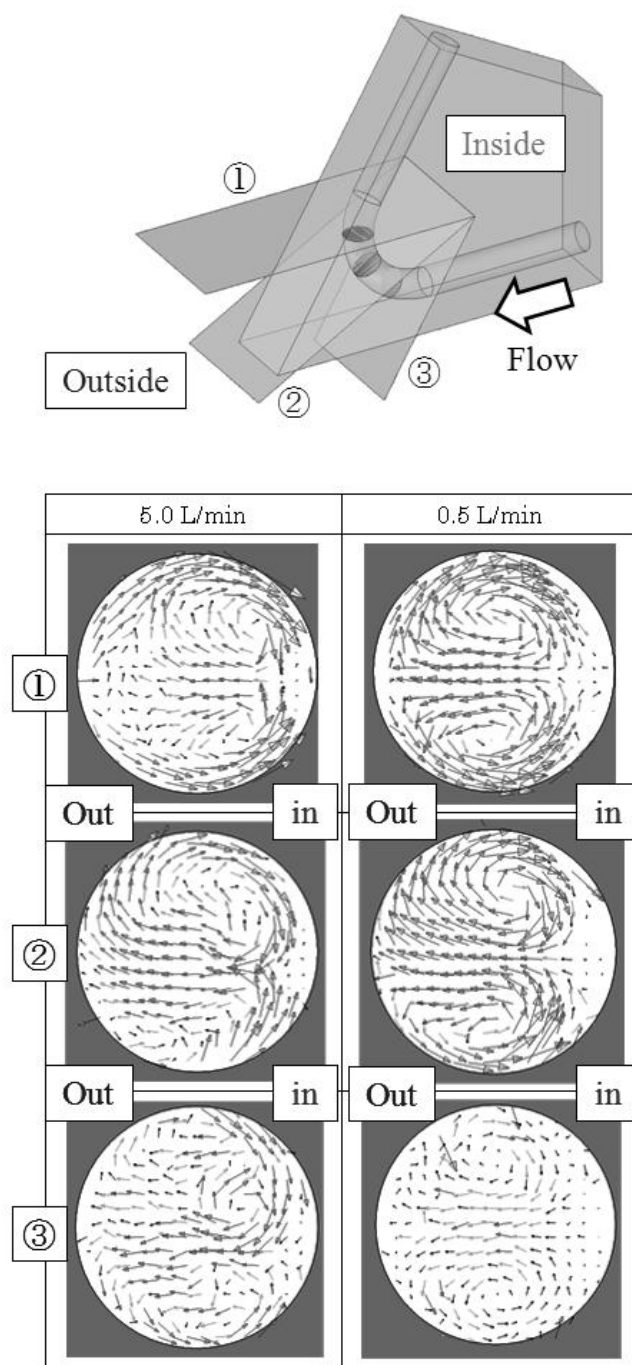 Inside
①
Flow
③
Outside
②
5.0 L/min 0.5 L/min
①
Out in Out in
②
Out in Out in
③